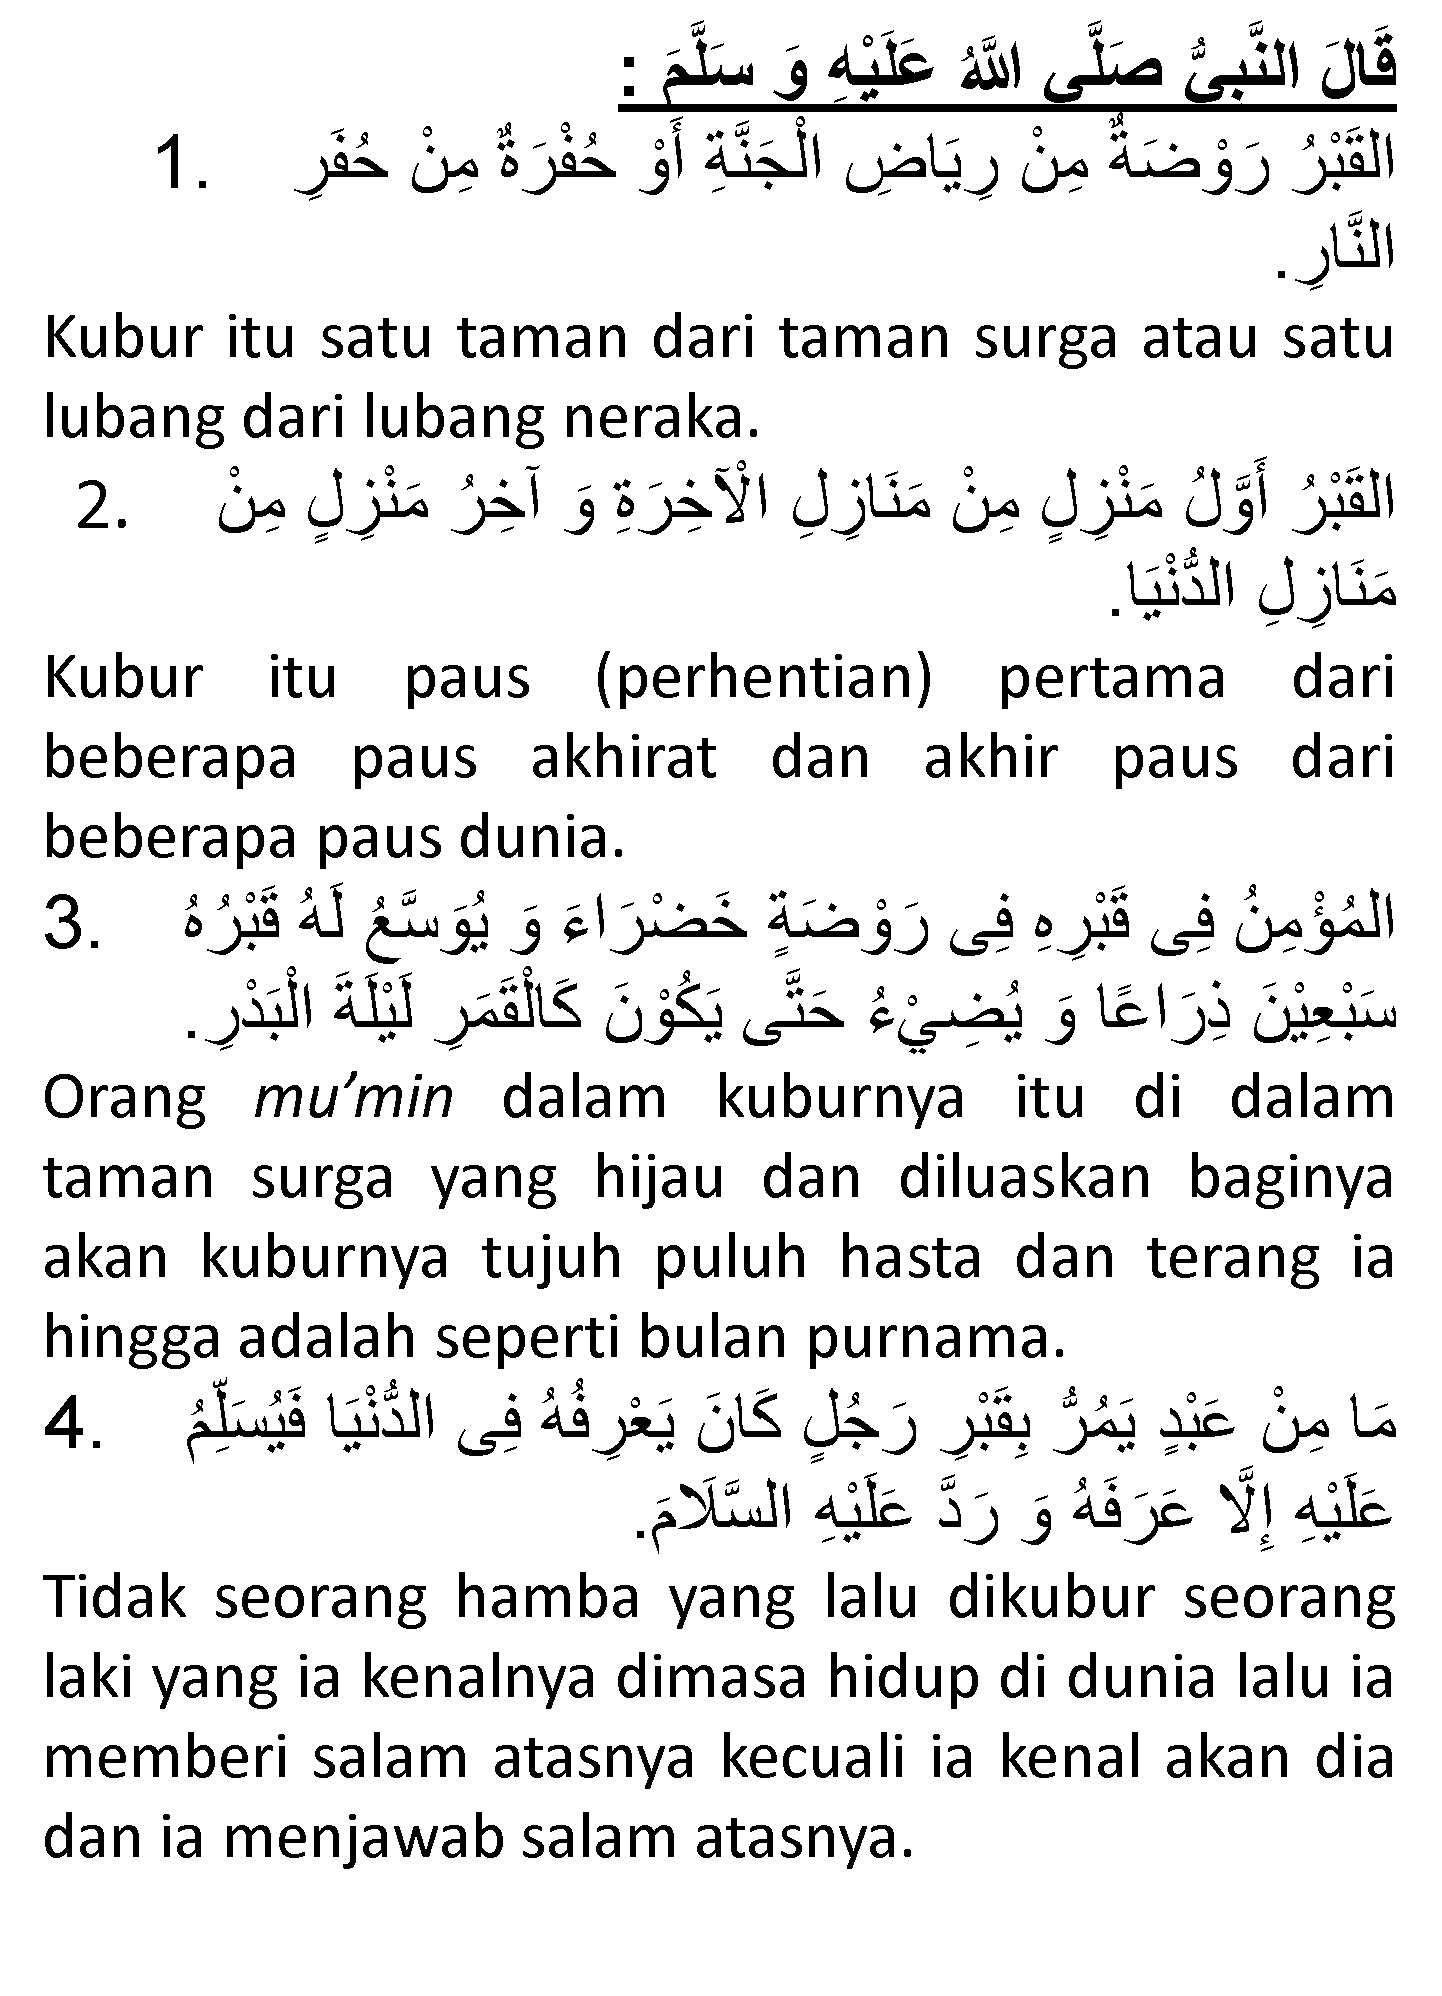 قَالَ النَّبِيُّ صَلَّى اللهُ عَلَيْهِ وَ سَلَّمَ :
1. القَبْرُ رَوْضَةٌ مِنْ رِيَاضِ الْجَنَّةِ أَوْ حُفْرَةٌ مِنْ حُفَرِ
النَّارِ.
Kubur itu satu taman dari taman surga atau satu
lubang dari lubang neraka.
2. القَبْرُ أَوَّلُ مَنْزِلٍ مِنْ مَنَازِلِ الْآخِرَةِ وَ آخِرُ مَنْزِلٍ مِنْ
مَنَازِلِ الدُّنْيَا.
Kubur itu paus (perhentian) pertama dari
beberapa paus akhirat dan akhir paus dari
beberapa paus dunia.
3. المُؤْمِنُ فِى قَبْرِهِ فِى رَوْضَةٍ خَضْرَاءَ وَ يُوَسَّعُ لَهُ قَبْرُهُ
سَبْعِيْنَ ذِرَاعًا وَ يُضِيْءُ حَتَّى يَكُوْنَ كَالْقَمَرِ لَيْلَةَ الْبَدْرِ.
Orang mu’min dalam kuburnya itu di dalam
taman surga yang hijau dan diluaskan baginya
akan kuburnya tujuh puluh hasta dan terang ia
hingga adalah seperti bulan purnama.
4. مَا مِنْ عَبْدٍ يَمُرُّ بِقَبْرِ رَجُلٍ كَانَ يَعْرِفُهُ فِى الدُّنْيَا فَيُسَلِّمُ
عَلَيْهِ إِلَّا عَرَفَهُ وَ رَدَّ عَلَيْهِ السَّلَامَ.
Tidak seorang hamba yang lalu dikubur seorang
laki yang ia kenalnya dimasa hidup di dunia lalu ia
memberi salam atasnya kecuali ia kenal akan dia
dan ia menjawab salam atasnya.